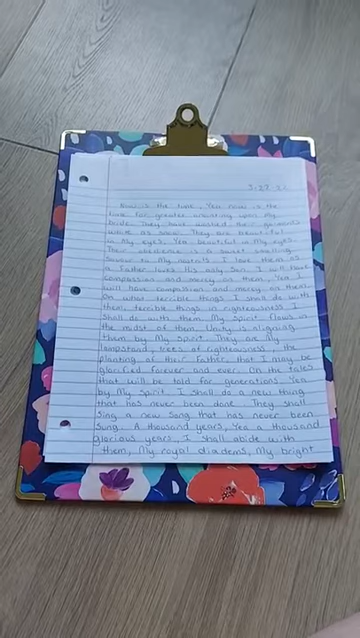 3-28-22
Now is the time, Yea now is the
time for greater anointing upon My
bride. They have washed their garments
white as snow. They are beautiful
in My eyes, Yea beautiful in My eyes.
Their obedience is a sweet smelling
savour to My nostrils. I love them as
a Father loves His only Son. I will have
compassion and mercy on them, Yea I
will have compassion and mercy on them.
Oh what terrible things I shall do with
them, terrible things in righteousness I
shall do with them. My Spirit flows in
the midst of them. Unity is aligning
them by My Spirit. They are My
lampstand, trees of righteousness, the
planting of their Father, that I may be
glorified forever and ever. Oh the tales
that will be told for generations. Yea
by My Spirit, I shall do a new thing
that has never been done. They shall
sing a new song that has never been
sung. A thousand years, Yea a thousand
glorious years, I shall abide with
them, My royal diadems, My bright